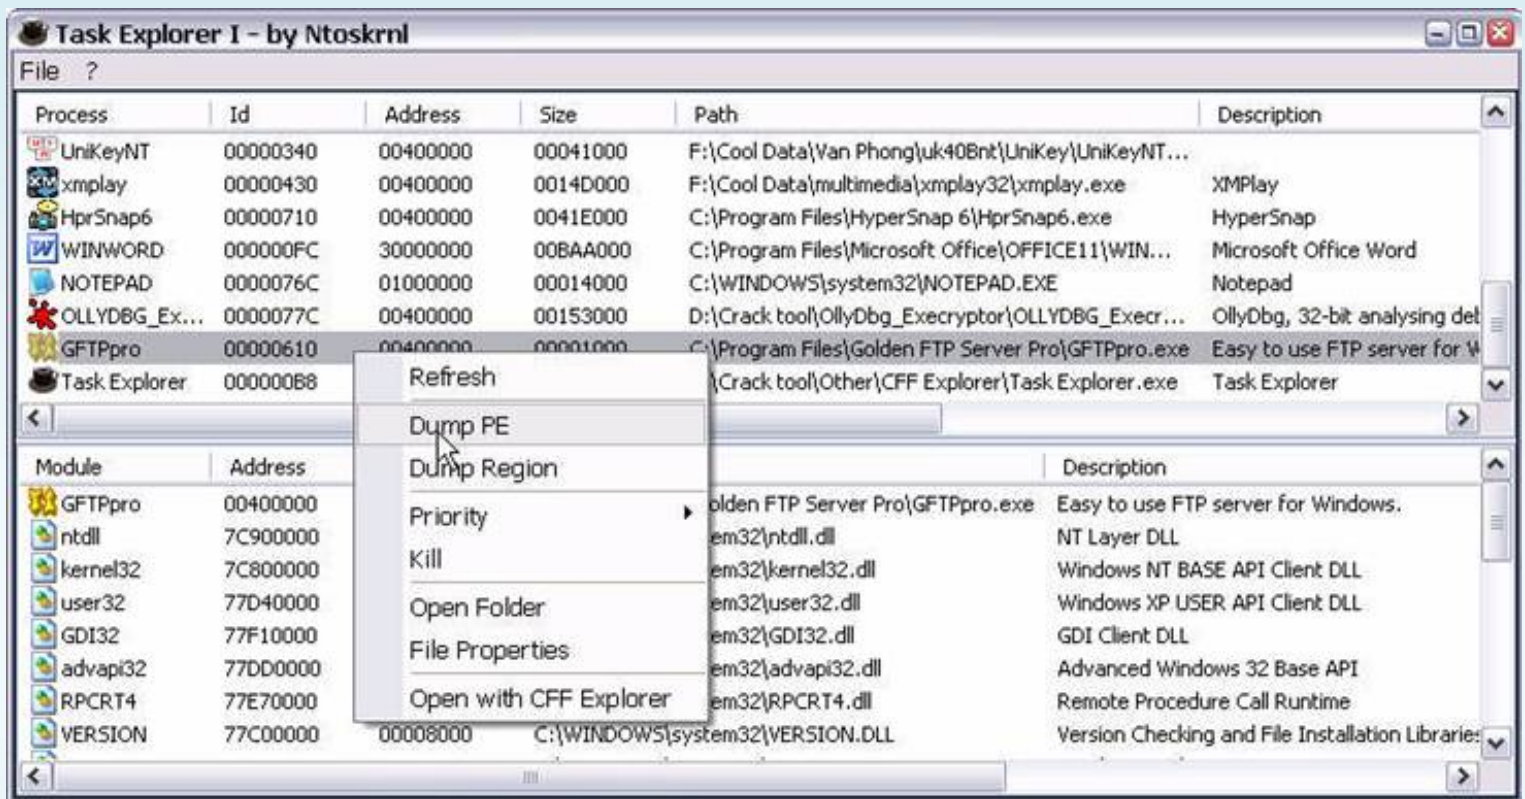 Task Explorer I - by Ntoskrnl
File ?
Process Id Address Size Path Description
UniKeyNT 00000340 00400000 00041000 F:\Cool Data\Van Phong\uk40Bnt\UniKey\UniKeyNT...
xmplay 00000430 00400000 0014D000 F:\Cool Data\multimedia\xmplay32\xmplay.exe XMPlay
HprSnap6 00000710 00400000 0041E000 C:\Program Files\HyperSnap 6\HprSnap6.exe HyperSnap
WINWORD 000000FC 30000000 00BAA000 C:\Program Files\Microsoft Office\OFFICE11\WIN... Microsoft Office Word
NOTEPAD 0000076C 01000000 00014000 C:\WINDOWS\system32\NOTEPAD.EXE Notepad
OLLYDBG_Ex... 0000077C 00400000 00153000 D:\Crack tool\OllyDbg_Execryptor\OLLYDBG_Execr... OllyDbg, 32-bit analysing deb
GFTPpro 00000610 00400000 00001000 C:\Program Files\Golden FTP Server Pro\GFTPpro.exe Easy to use FTP server for W
Task Explorer 000000B8 \Crack tool\Other\CFF Explorer\Task Explorer.exe Task Explorer
Refresh
Dump PE
Dump Region
Priority
Kill
Open Folder
File Properties
Open with CFF Explorer
Module Address Description
GFTPpro 00400000 olden FTP Server Pro\GFTPpro.exe Easy to use FTP server for Windows.
ntdll 7C900000 em32\ntdll.dll NT Layer DLL
kernel32 7C800000 em32\kernel32.dll Windows NT BASE API Client DLL
user32 77D40000 em32\user32.dll Windows XP USER API Client DLL
GDI32 77F10000 em32\GDI32.dll GDI Client DLL
advapi32 77DD0000 em32\advapi32.dll Advanced Windows 32 Base API
RPCRT4 77E70000 em32\RPCRT4.dll Remote Procedure Call Runtime
VERSION 77C00000 00008000 C:\WINDOWS\system32\VERSION.DLL Version Checking and File Installation Libraries